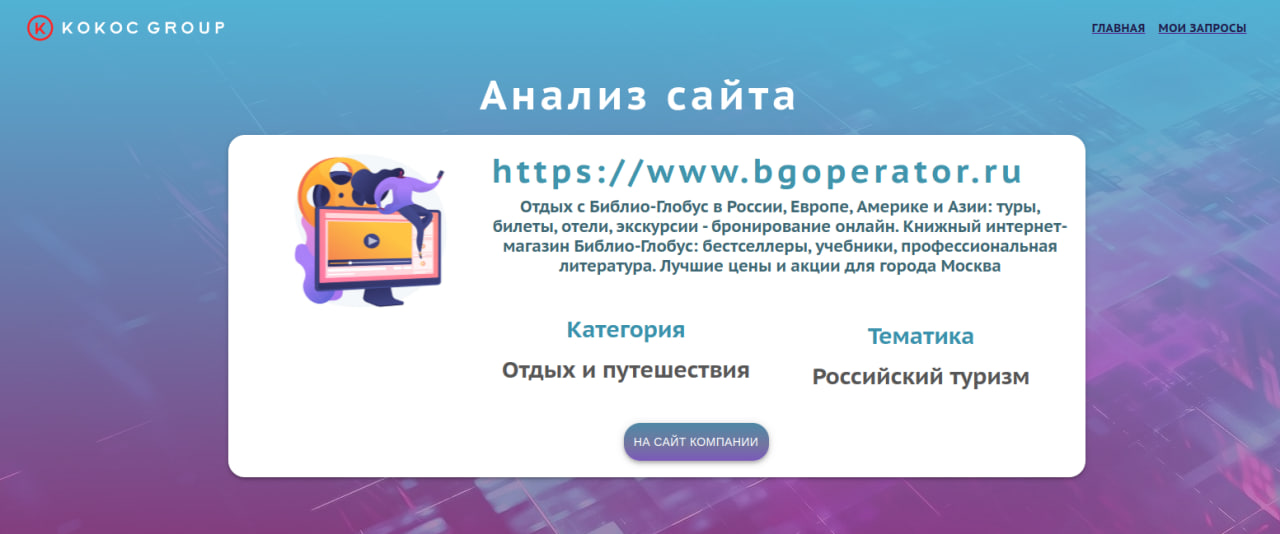 KOKOC GROUP
ГЛАВНАЯ МОИ ЗАПРОСЫ
Анализ сайта
https://www.bgoperator.ru
Отдых с Библио-Глобус в России, Европе, Америке и Азии: туры,
билеты, отели, экскурсии - бронирование онлайн. Книжный интернет-
магазин Библио-Глобус: бестселлеры, учебники, профессиональная
литература. Лучшие цены и акции для города Москва
Категория
Отдых и путешествия
Тематика
Российский туризм
НА САЙТ КОМПАНИИ